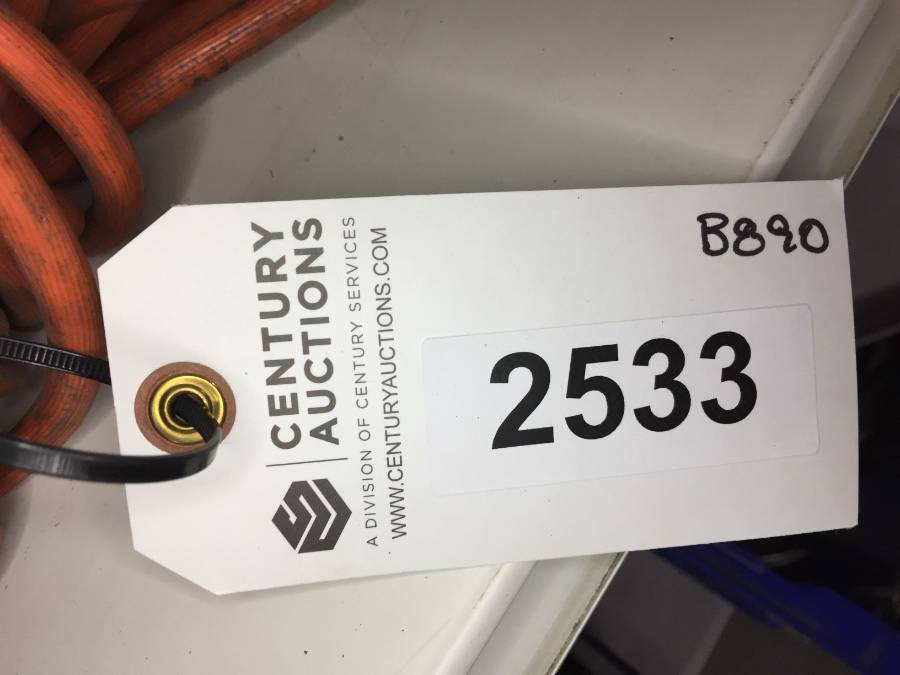 CENTURY
AUCTIONS
A DIVISION OF CENTURY SERVICES
WWW.CENTURYAUCTIONS.COM
B890
2533